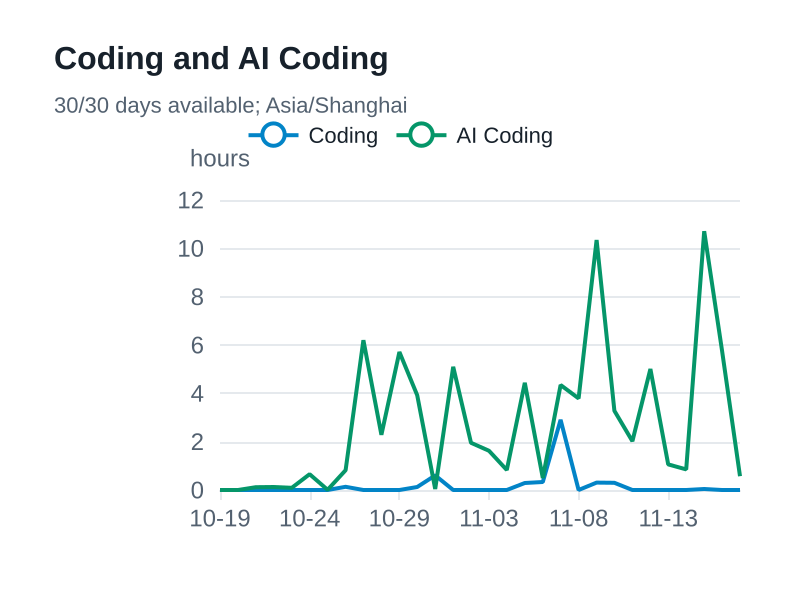 Coding and AI Coding
30/30 days available; Asia/Shanghai
Coding AI Coding
hours
12
10
8
6
4
2
0
10-19 10-24 10-29 11-03 11-08 11-13